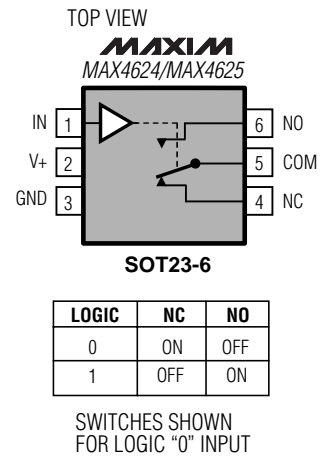 TOP VIEW
MAXIM
MAX4624/MAX4625
IN 1
V+ 2
GND 3
6 NO
5 COM
4 NC
SOT23-6
LOGIC NC NO
0 ON OFF
1 OFF ON
SWITCHES SHOWN
FOR LOGIC “0” INPUT